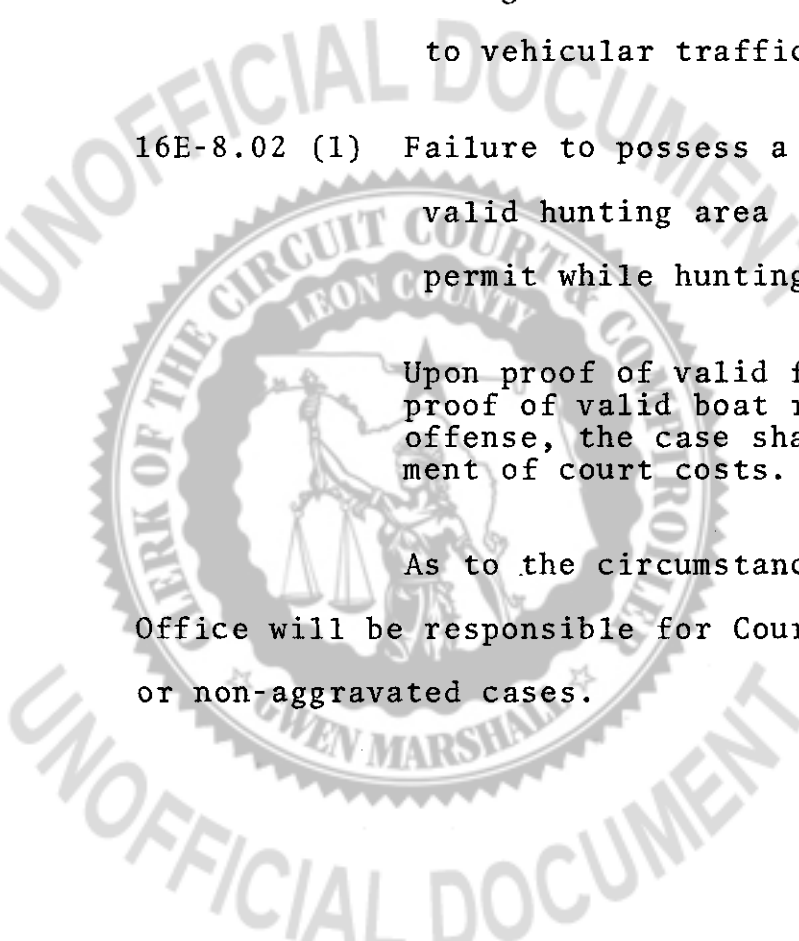 to vehicular traffic
16E-8.02 (1) Failure to possess a
valid hunting area
permit while hunting
Upon proof of valid f
proof of valid boat r
offense, the case sha
ment of court costs.
As to the circumstanc
Office will be responsible for Cour
or non-aggravated cases.
UNOFFICIAL DOCUMENT
CLERK OF THE CIRCUIT COURT & COMPTROLLER
LEON COUNTY
GWEN MARSHALL
UNOFFICIAL DOCUMENT